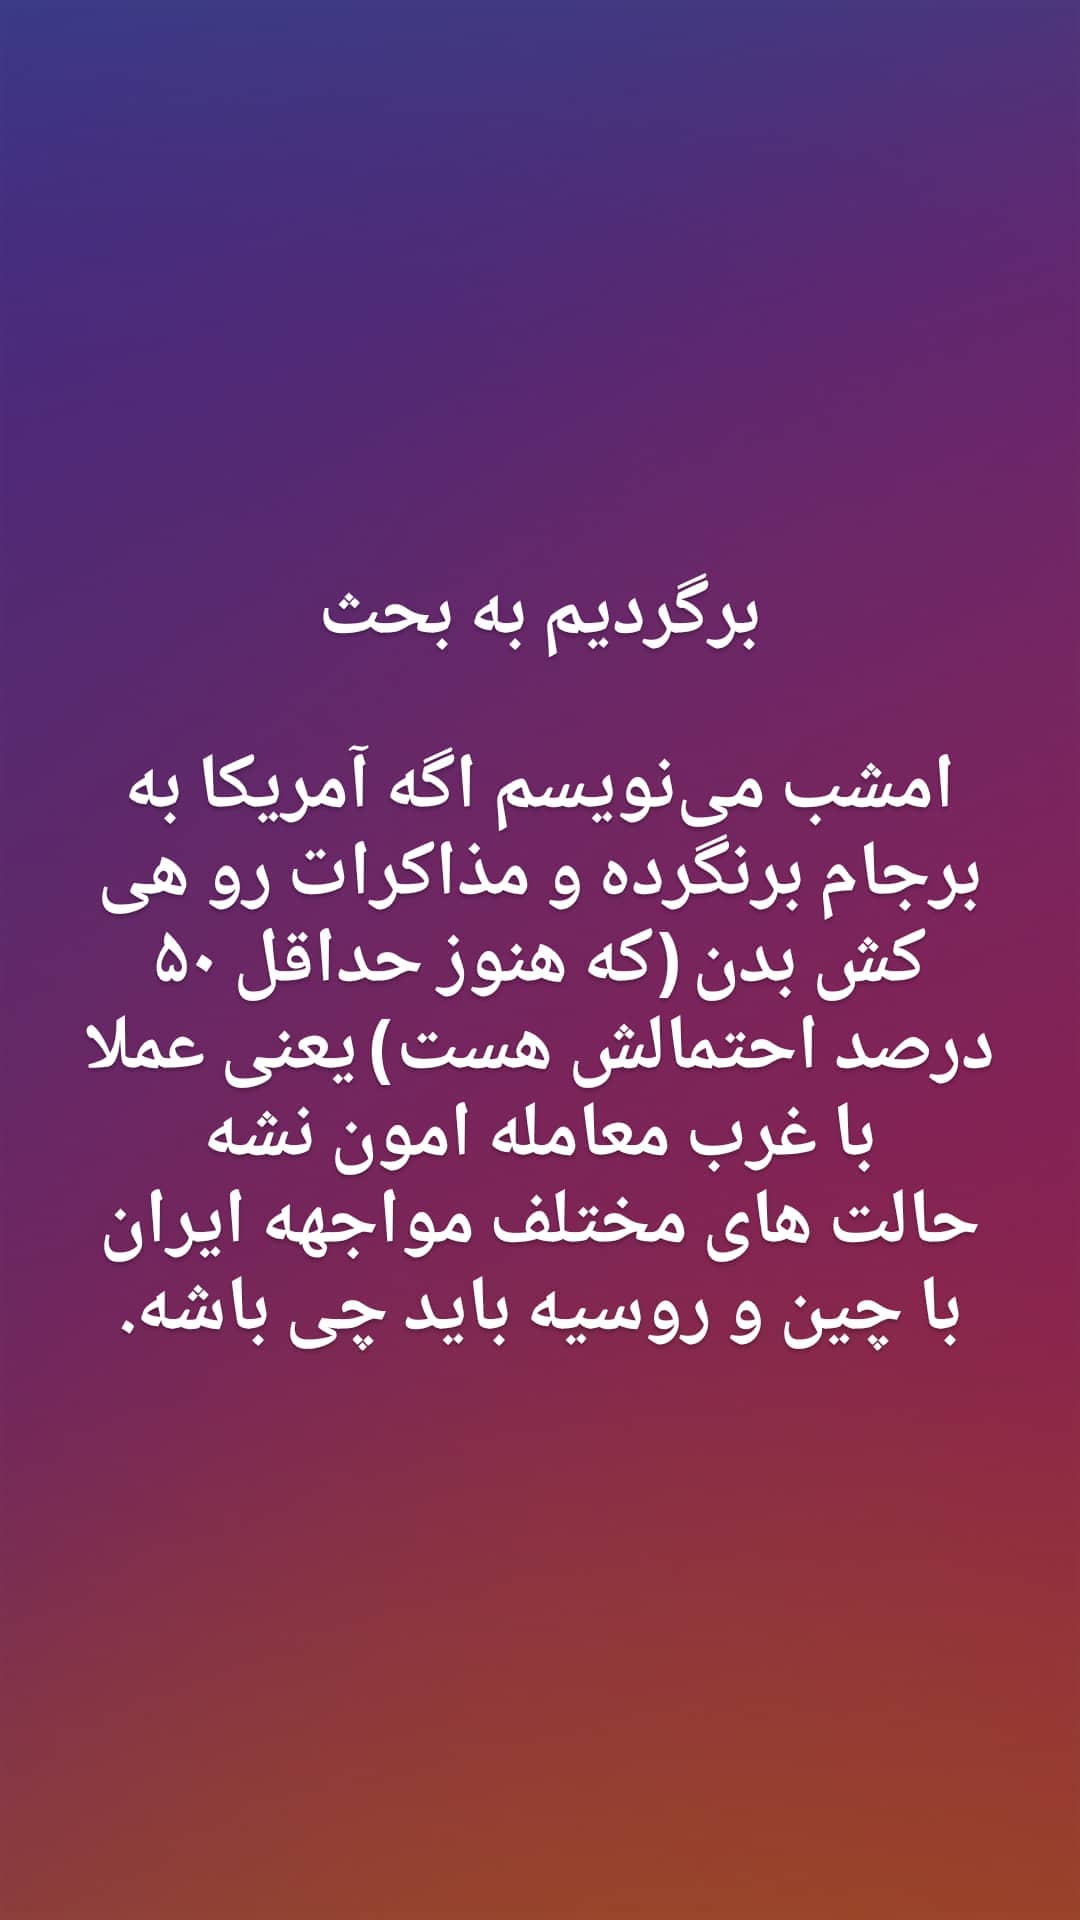 برگردیم به بحث
امشب می‌نویسم اگه آمریکا به
برجام برنگرده و مذاکرات رو هی
کش بدن (که هنوز حداقل ۵۰
درصد احتمالش هست) یعنی عملا
با غرب معامله امون نشه
حالت های مختلف مواجهه ایران
با چین و روسیه باید چی باشه.